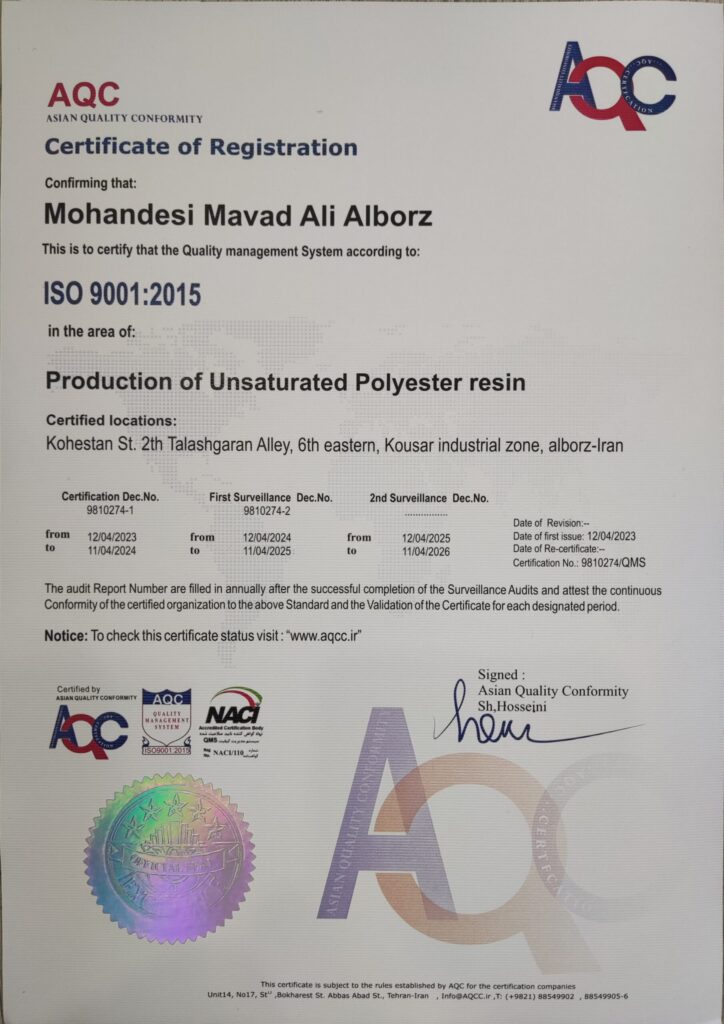 AQC
AQC
ASIAN QUALITY CONFORMITY
Certificate of Registration
Confirming that:
Mohandesi Mavad Ali Alborz
This is to certify that the Quality management System according to:
ISO 9001:2015
in the area of:
Production of Unsaturated Polyester resin
Certified locations:
Kohestan St. 2th Talashgaran Alley, 6th eastern, Kousar industrial zone, alborz-Iran
Certification Dec.No. First Surveillance Dec.No. 2nd Surveillance Dec.No.
9810274-1 9810274-2 ................
from 12/04/2023 from 12/04/2024 from 12/04/2025
to 11/04/2024 to 11/04/2025 to 11/04/2026
Date of Revision:--
Date of first issue: 12/04/2023
Date of Re-certificate:--
Certification No.: 9810274/QMS
The audit Report Number are filled in annually after the successful completion of the Surveillance Audits and attest the continuous
Conformity of the certified organization to the above Standard and the Validation of the Certificate for each designated period.
Notice: To check this certificate status visit : “www.aqcc.ir”
Signed :
Asian Quality Conformity
Sh,Hosseini
Certified by
ASIAN QUALITY CONFORMITY
AQC
AQC
QUALITY
MANAGEMENT
SYSTEM
ISO9001 2015
NACI
Accredited Certification Body
QMS
NACI/110
OFFICIAL
AQC
ASIAN QUALITY CONFORMITY
This certificate is subject to the rules established by AQC for the certification companies
Unit14, No17, St ,Bokharest St. Abbas Abad St., Tehran-Iran , Info@AQCC.ir ,T: (+9821) 88549902 , 88549905-6